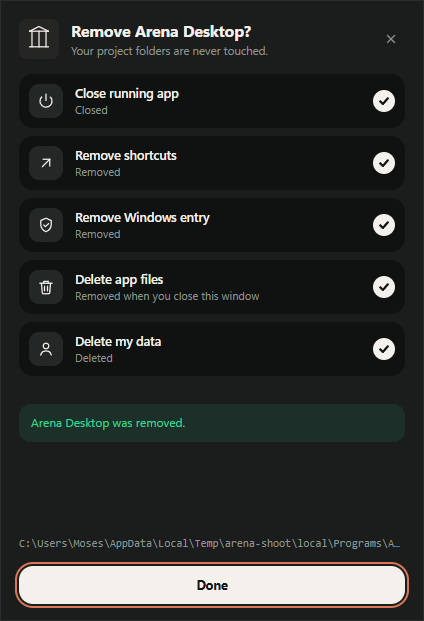 Remove Arena Desktop?
Your project folders are never touched.
Close running app
Closed
Remove shortcuts
Removed
Remove Windows entry
Removed
Delete app files
Removed when you close this window
Delete my data
Deleted
Arena Desktop was removed.
C:\Users\Moses\AppData\Local\Temp\arena-shoot\local\Programs\A…
Done